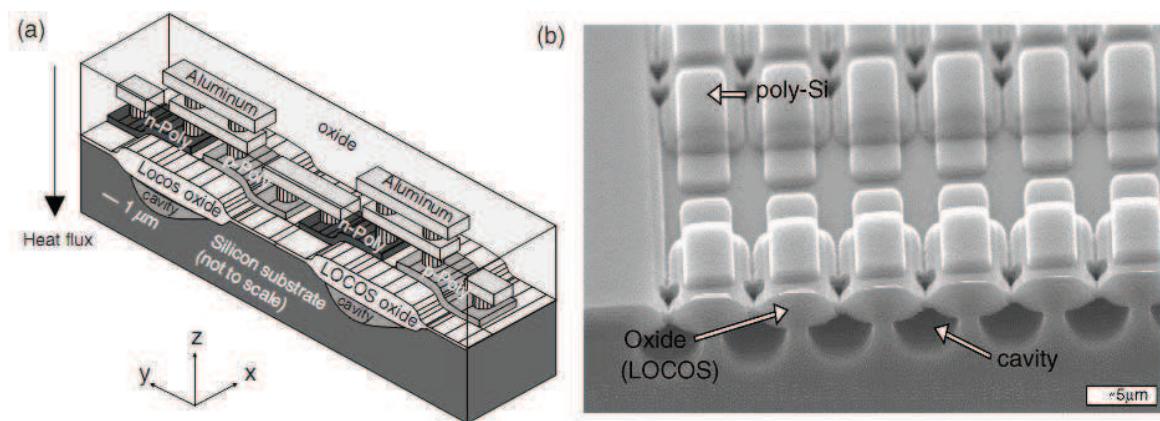 (a)
Aluminum
oxide
n-Poly
p-Poly
Aluminum
Locos oxide
cavity
n-Poly
1 μm
Heat flux
Silicon substrate
(not to scale)
LOCOS oxide
p-Poly
cavity
z
y
x
(b)
poly-Si
Oxide
(LOCOS)
cavity
~5μm